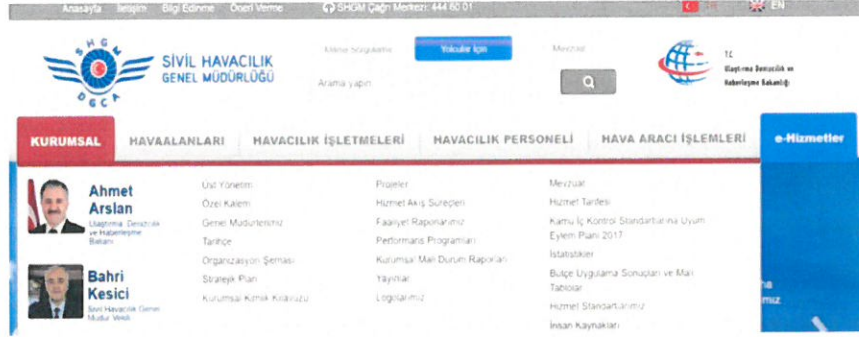 Anasayfa İletişim Bilgi Edinme Öneri Verme SHGM Çağrı Merkezi: 444 60 01 TR EN
SHGM
DGCA
SİVİL HAVACILIK
GENEL MÜDÜRLÜĞÜ
Yolcular İçin
Mevzuat
Arama yapın
T.C.
Ulaştırma Denizcilik ve
Haberleşme Bakanlığı
KURUMSAL HAVAALANLARI HAVACILIK İŞLETMELERİ HAVACILIK PERSONELİ HAVA ARACI İŞLEMLERİ e-Hizmetler
Ahmet
Arslan
Ulaştırma Denizcilik
ve Haberleşme
Bakanı
Bahri
Kesici
Sivil Havacılık Genel
Müdür Vekili
Üst Yönetim
Özel Kalem
Genel Müdürlerimiz
Tarihçe
Organizasyon Şeması
Stratejik Plan
Kurumsal Kimlik Kılavuzu
Projeler
Hizmet Akış Süreçleri
Faaliyet Raporlarımız
Performans Programları
Kurumsal Mali Durum Raporları
Yayınlar
Logolarımız
Mevzuat
Hizmet Tarifesi
Kamu İç Kontrol Standartlarına Uyum
Eylem Planı 2017
İstatistikler
Bütçe Uygulama Sonuçları ve Mali
Tablolar
Hizmet Standartlarımız
İnsan Kaynakları